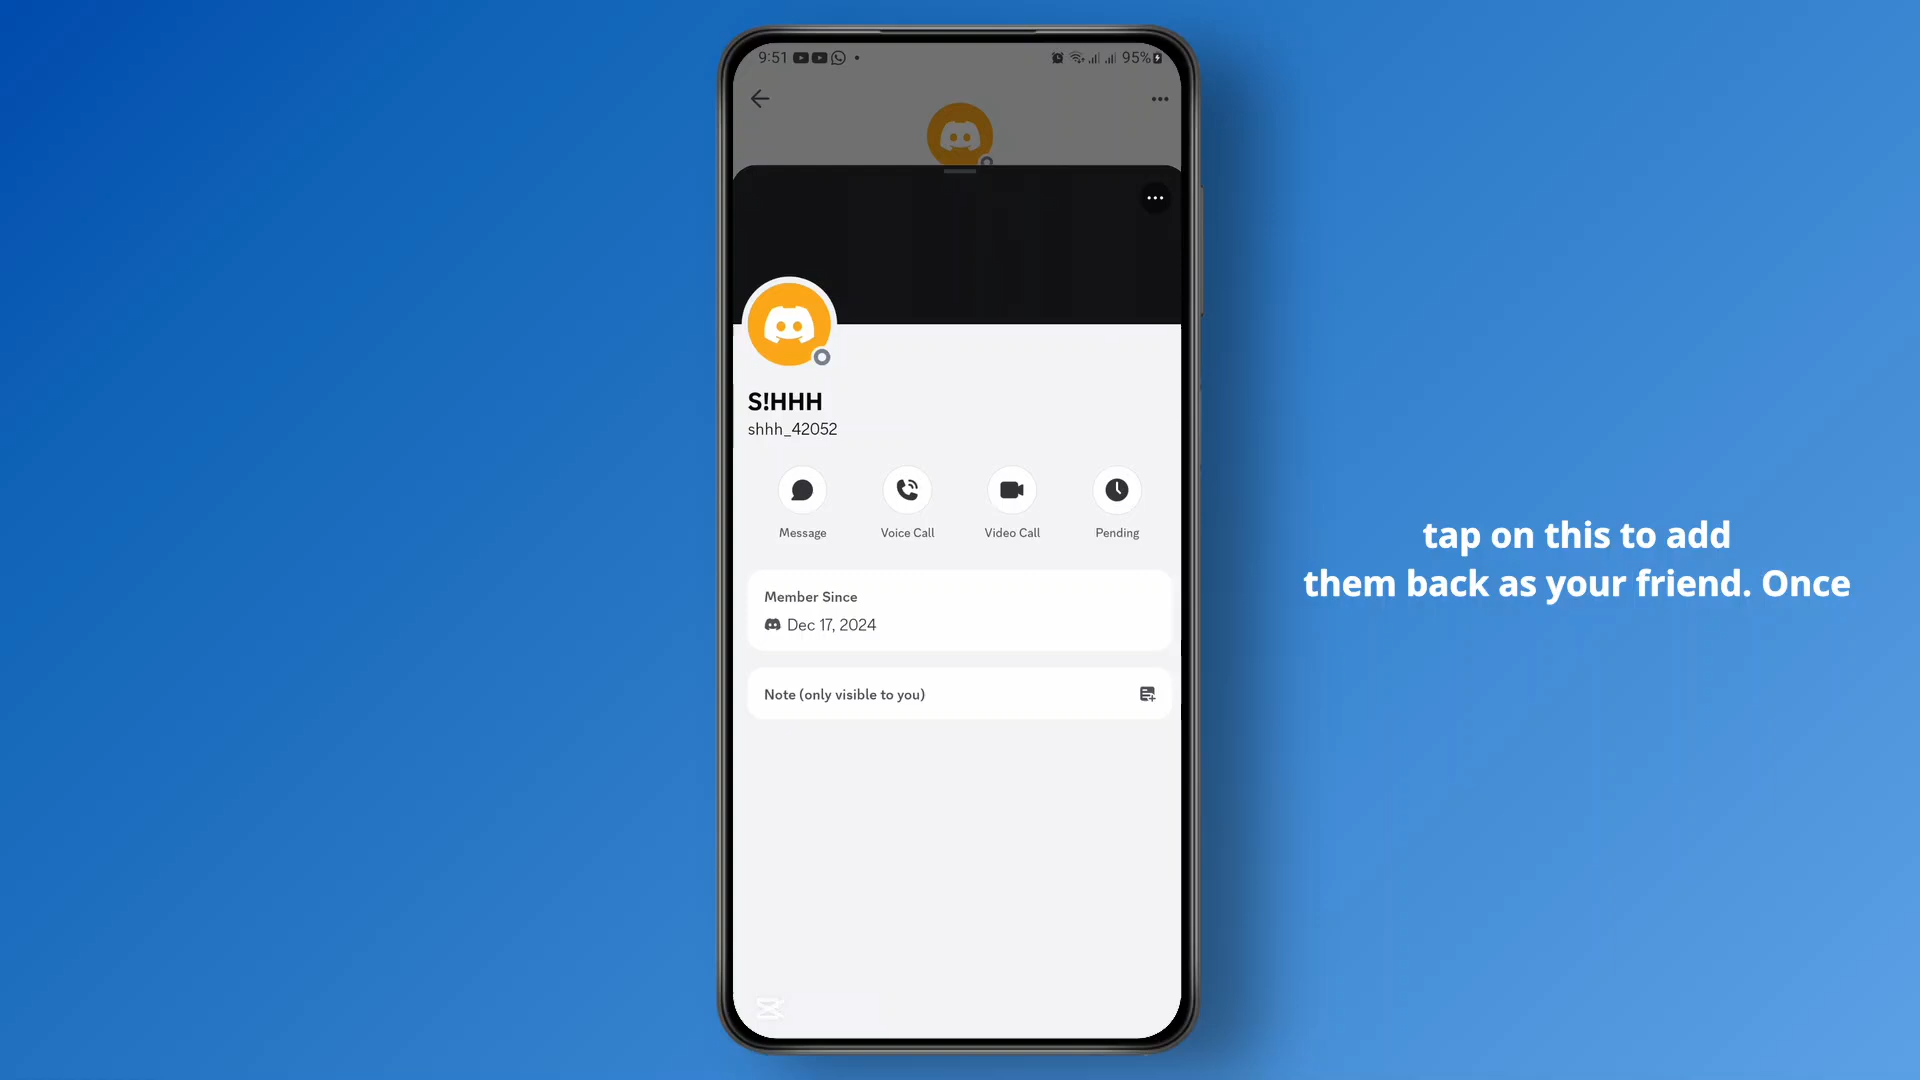 9:51
95%
S!HHH
shhh_42052
Message
Voice Call
Video Call
Pending
Member Since
Dec 17, 2024
Note (only visible to you)
tap on this to add
them back as your friend. Once